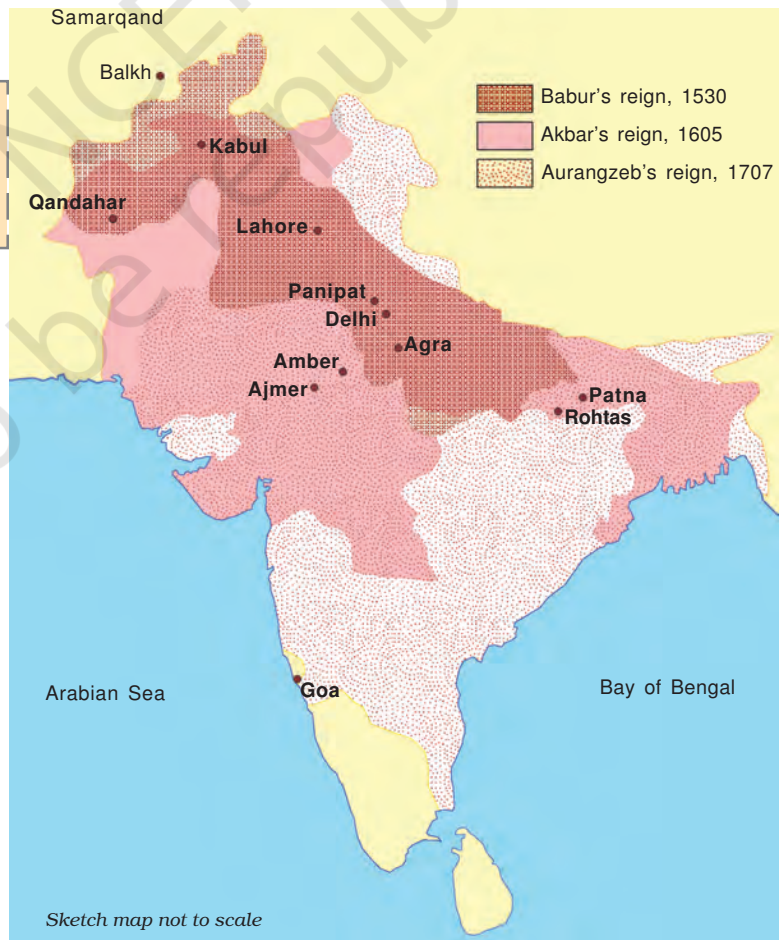 Samarqand
Balkh
Babur's reign, 1530
Akbar's reign, 1605
Aurangzeb's reign, 1707
Kabul
Qandahar
Lahore
Panipat
Delhi
Agra
Amber
Ajmer
Patna
Rohtas
Goa
Arabian Sea
Bay of Bengal
Sketch map not to scale